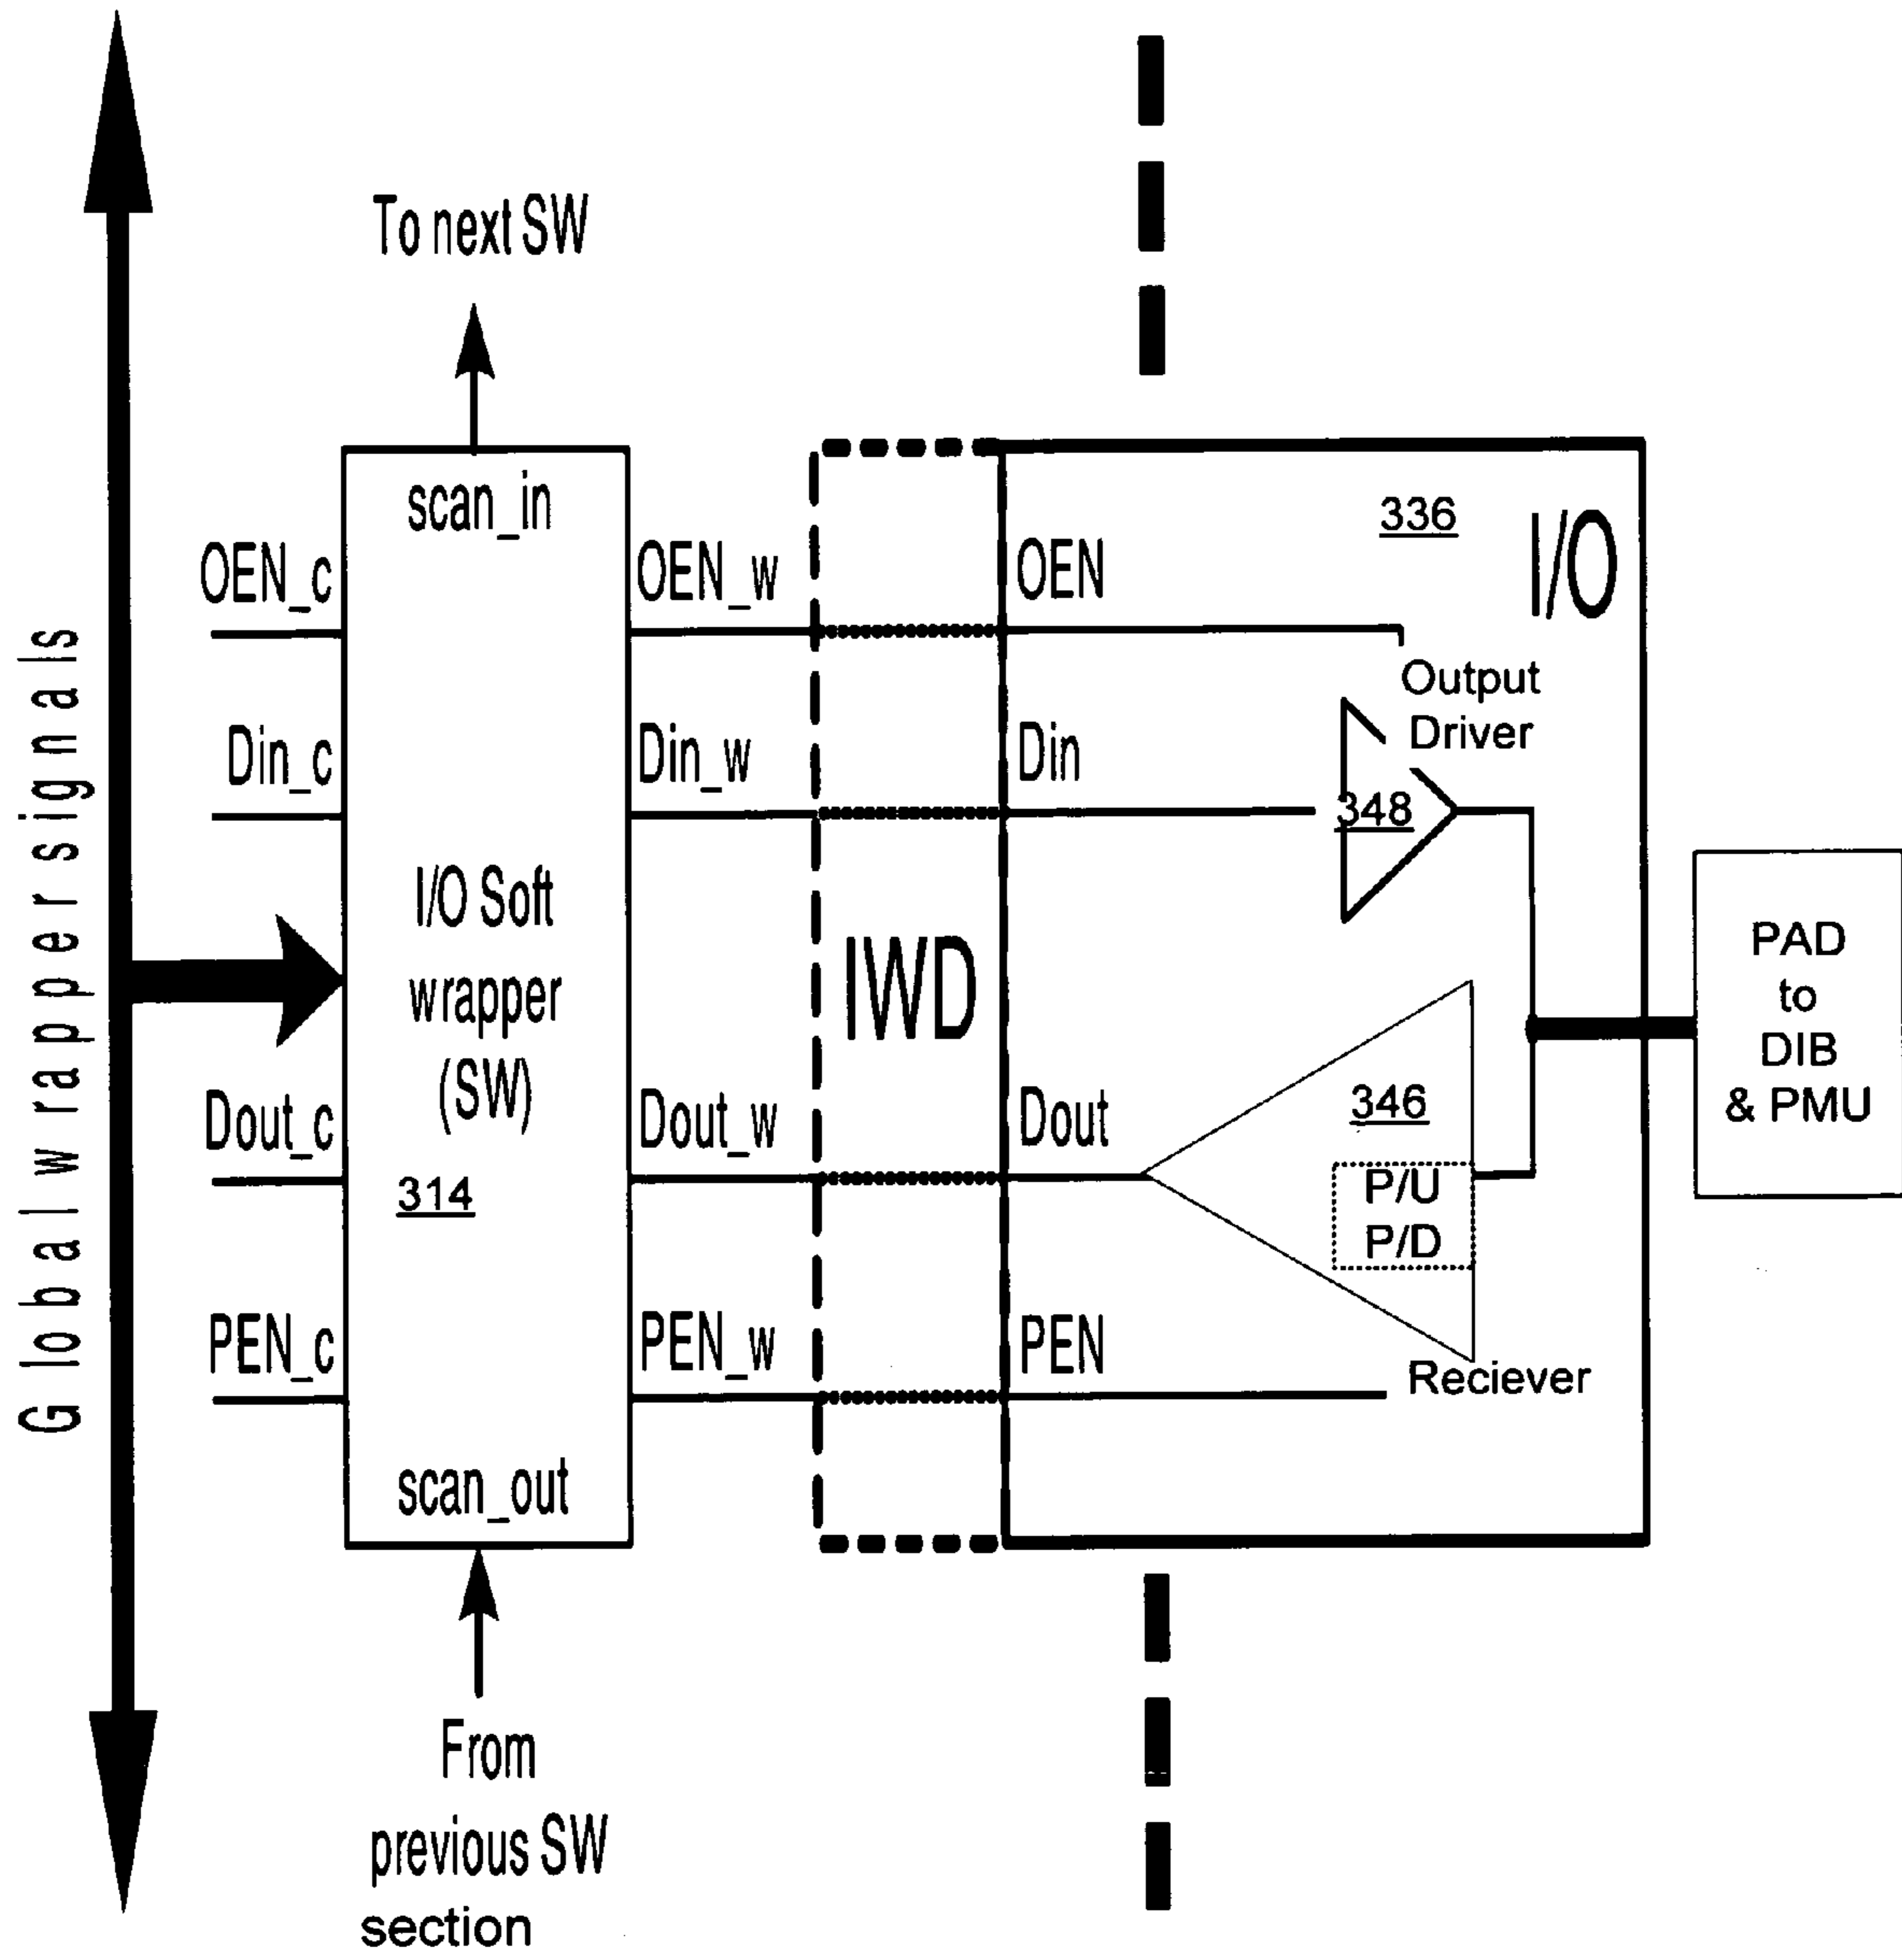 Global wrapper signals
To next SW
scan_in
OEN_c
Din_c
Dout_c
PEN_c
I/O Soft
wrapper
(SW)
314
scan_out
From
previous SW
section
OEN_w
Din_w
Dout_w
PEN_w
IWD
OEN
Din
Dout
PEN
336
I/O
Output
Driver
348
346
P/U
P/D
Reciever
PAD
to
DIB
& PMU